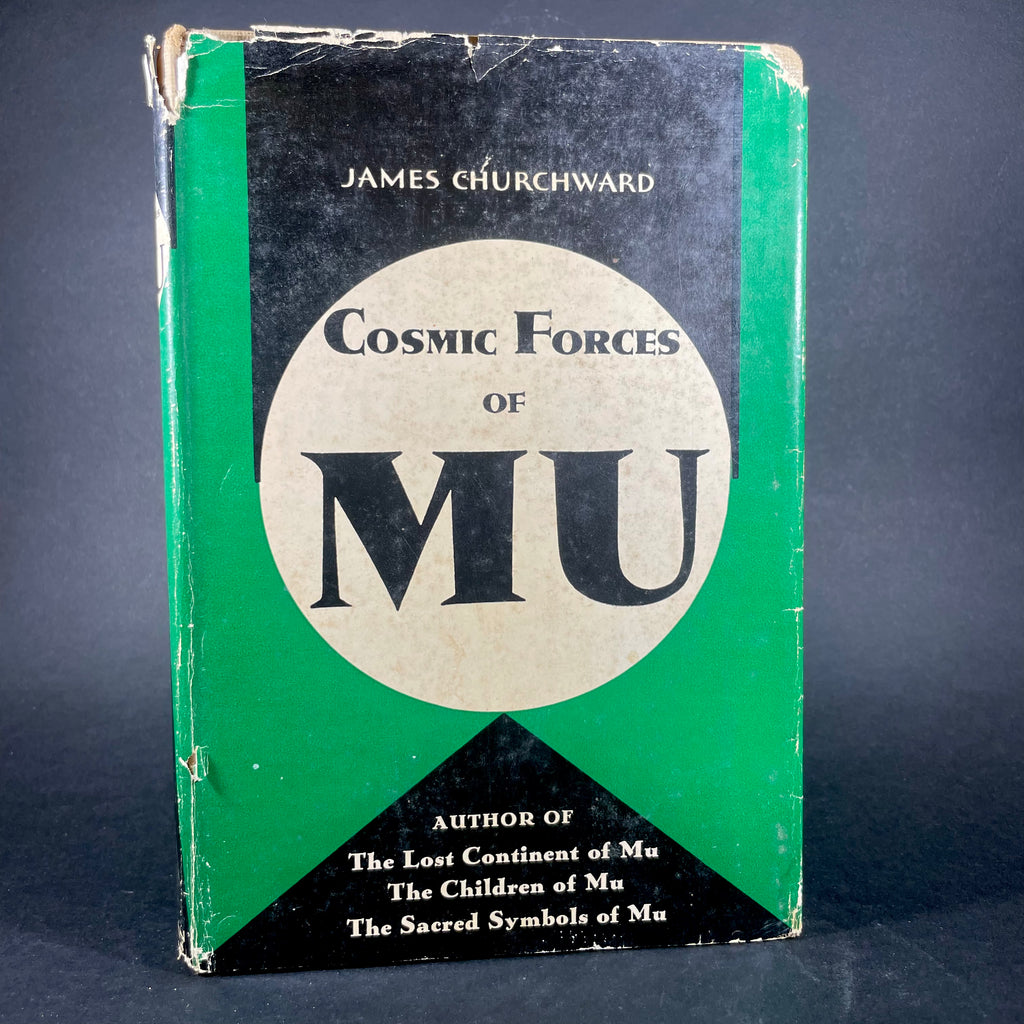 JAMES CHURCHWARD
COSMIC FORCES
OF
MU
AUTHOR OF
The Lost Continent of Mu
The Children of Mu
The Sacred Symbols of Mu